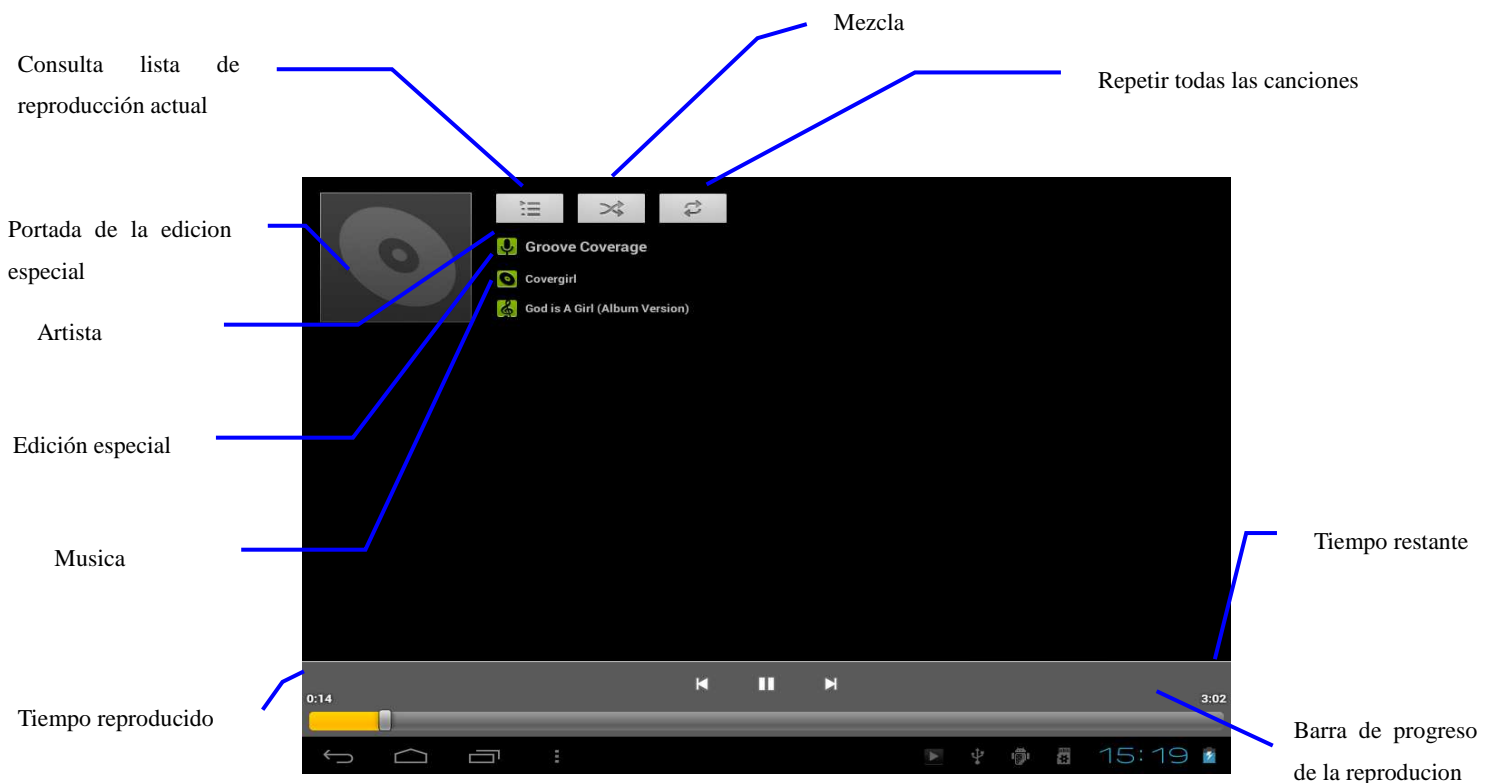 Mezcla
Consulta lista de
reproducción actual
Repetir todas las canciones
Portada de la edicion
especial
Groove Coverage
Covergirl
God is A Girl (Album Version)
Artista
Edición especial
Musica
Tiempo restante
0:14
3:02
Tiempo reproducido
Barra de progreso
de la reproducion
15:19